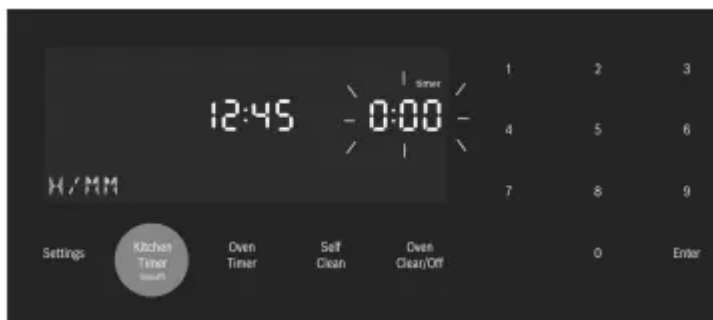 timer
12:45 0:00
H/MM
1 2 3
4 5 6
7 8 9
0 Enter
Settings
Kitchen
Timer
Oven
Timer
Self
Clean
Oven
Clear/Off